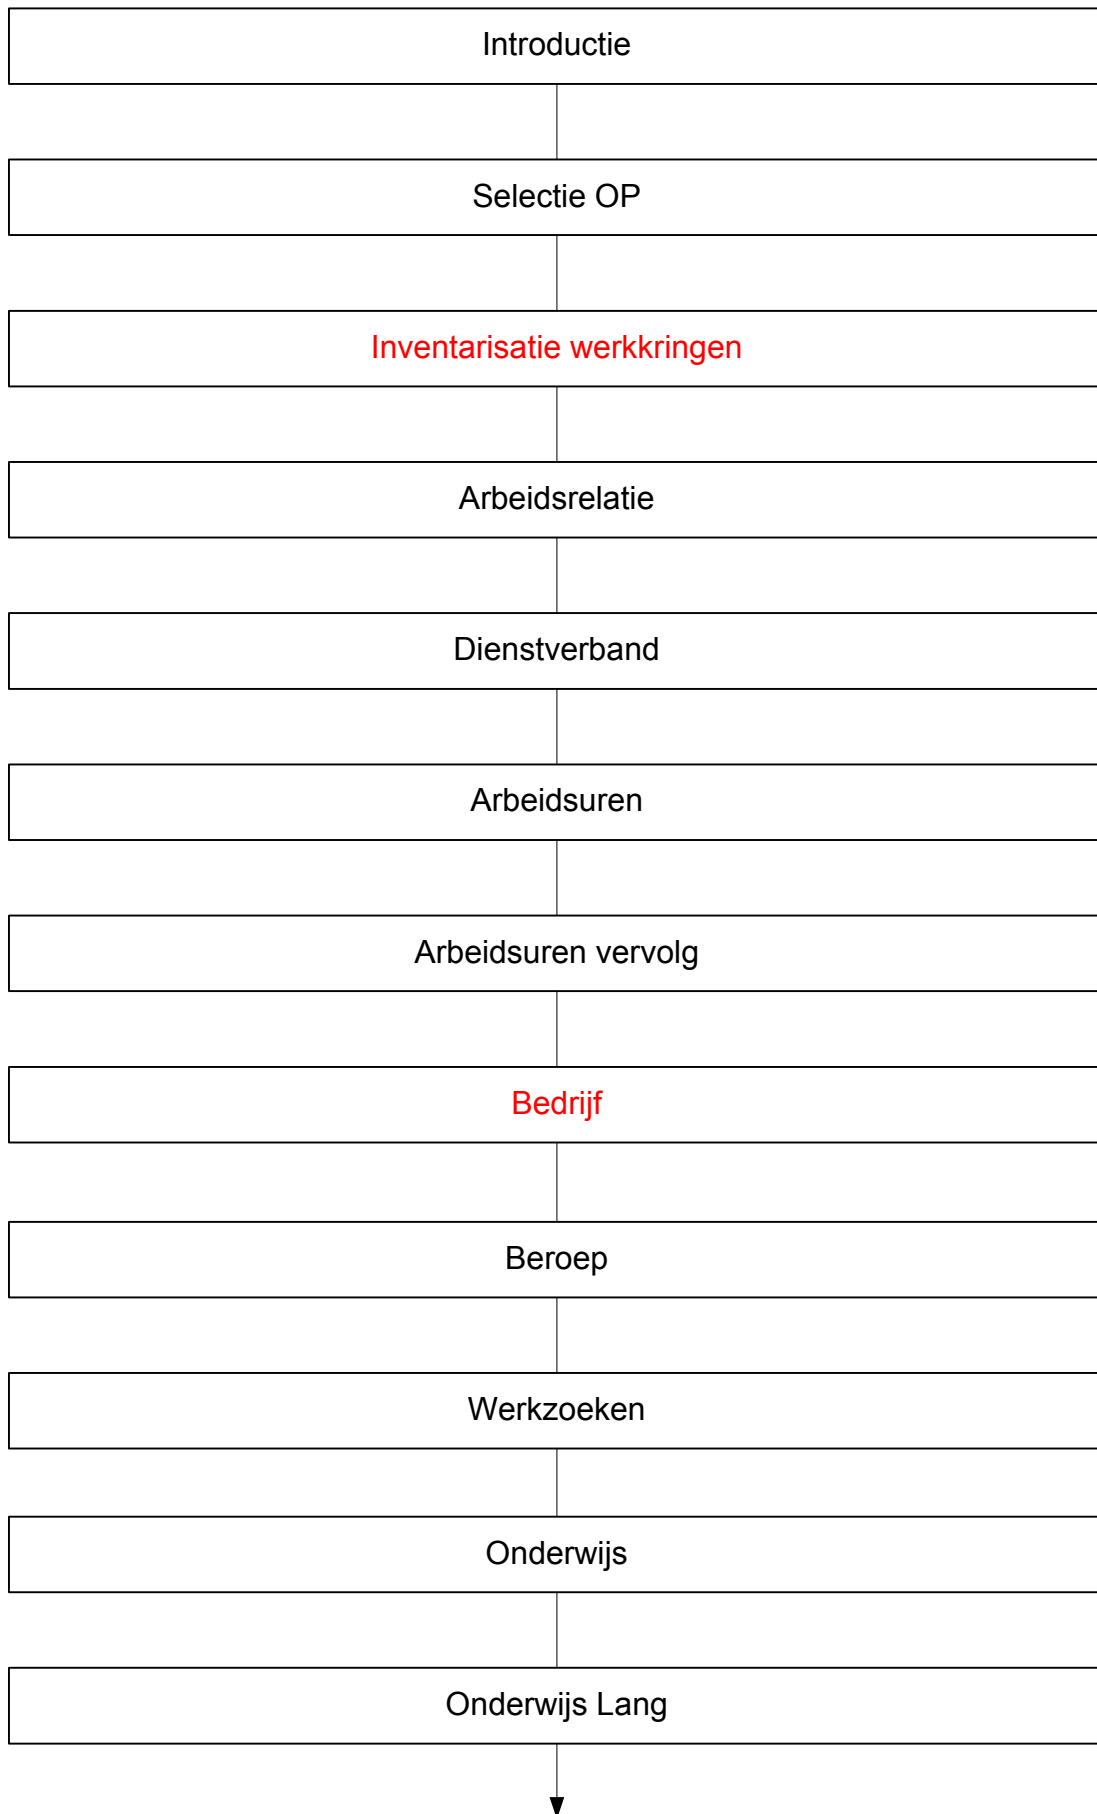 Introductie
Selectie OP
Inventarisatie werkkringen
Arbeidsrelatie
Dienstverband
Arbeidsuren
Arbeidsuren vervolg
Bedrijf
Beroep
Werkzoeken
Onderwijs
Onderwijs Lang